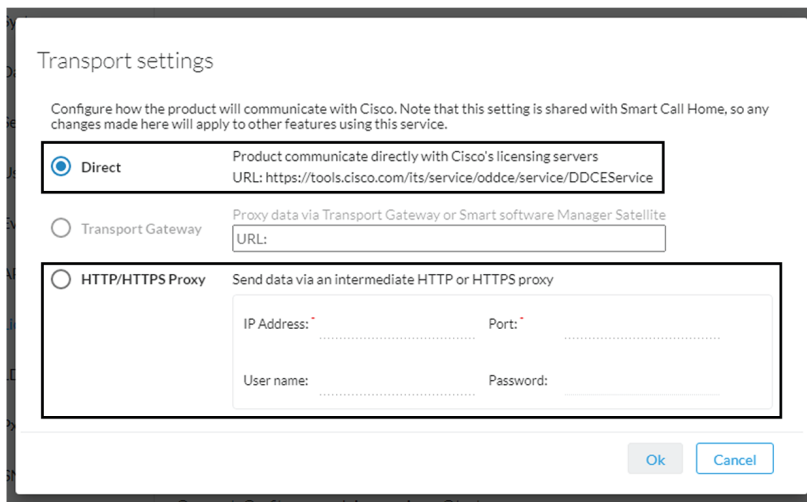 Transport settings
Configure how the product will communicate with Cisco. Note that this setting is shared with Smart Call Home, so any
changes made here will apply to other features using this service.
Direct
Product communicate directly with Cisco's licensing servers
URL: https://tools.cisco.com/its/service/oddce/service/DDCEService
Transport Gateway
Proxy data via Transport Gateway or Smart software Manager Satellite
URL:
HTTP/HTTPS Proxy
Send data via an intermediate HTTP or HTTPS proxy
IP Address:*
Port:*
User name:
Password:
Ok
Cancel